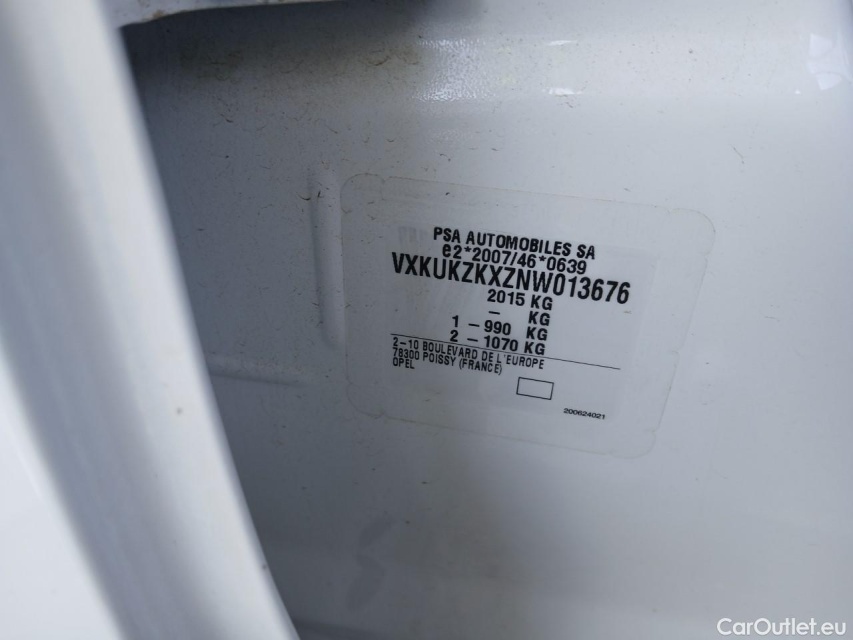 PSA AUTOMOBILES SA
e2*2007/46*0639
VXKUKZKXZNW013676
2015 KG
– KG
1 – 990 KG
2 – 1070 KG
2–10 BOULEVARD DE L'EUROPE
78300 POISSY (FRANCE)
OPEL
200624021
CarOutlet.eu